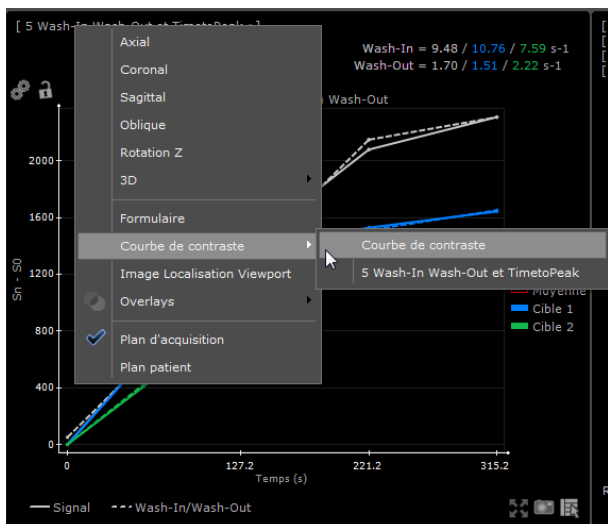 [ 5 Wash-In Wash-Out et TimetoPeak
Wash-In = 9.48 / 10.76 / 7.59 s-1
Wash-Out = 1.70 / 1.51 / 2.22 s-1
Wash-Out
Axial
Coronal
Sagittal
Oblique
Rotation Z
3D
Formulaire
Courbe de contraste
Image Localisation Viewport
Overlays
Plan d'acquisition
Plan patient
Courbe de contraste
5 Wash-In Wash-Out et TimetoPeak
Moyenne
Cible 1
Cible 2
Sn - S0
2000
1600
1200
800
400
0
0 127.2 221.2 315.2
Temps (s)
Signal Wash-In/Wash-Out